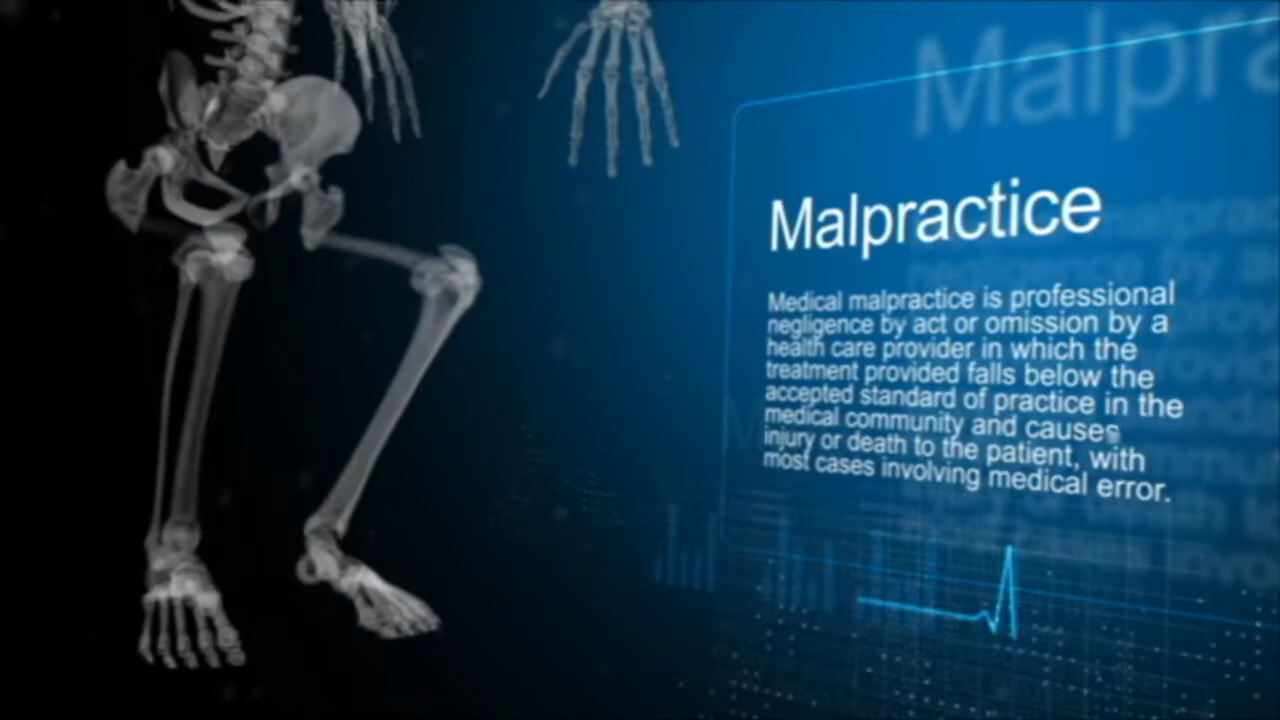 Malpra
Malpractice
Medical malpractice is professional
negligence by act or omission by a
health care provider in which the
treatment provided falls below the
accepted standard of practice in the
medical community and causes
injury or death to the patient, with
most cases involving medical error.